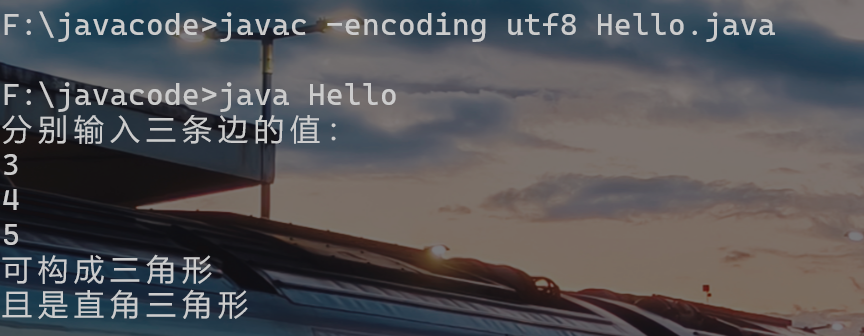 F:\javacode>javac -encoding utf8 Hello.java
F:\javacode>java Hello
分别输入三条边的值:
3
4
5
可构成三角形
且是直角三角形